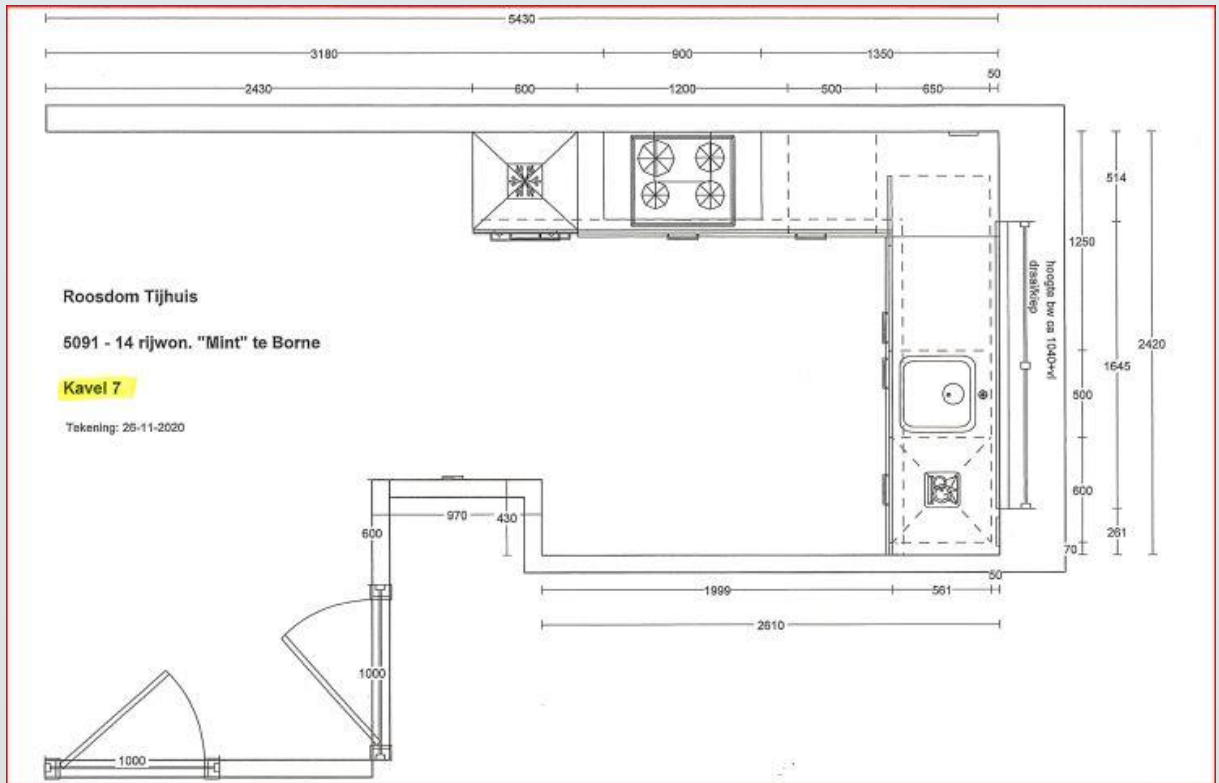 5430
3180 900 1350
50
2430 600 1200 500 650
514
1250
hoogte bw ca 1040+vl
draai/kiep
2420
1645
Roosdom Tijhuis
5091 - 14 rijwon. "Mint" te Borne
Kavel 7
Tekening: 26-11-2020
500
600
970
430
600
261
70
50
1999
561
2610
1000
1000